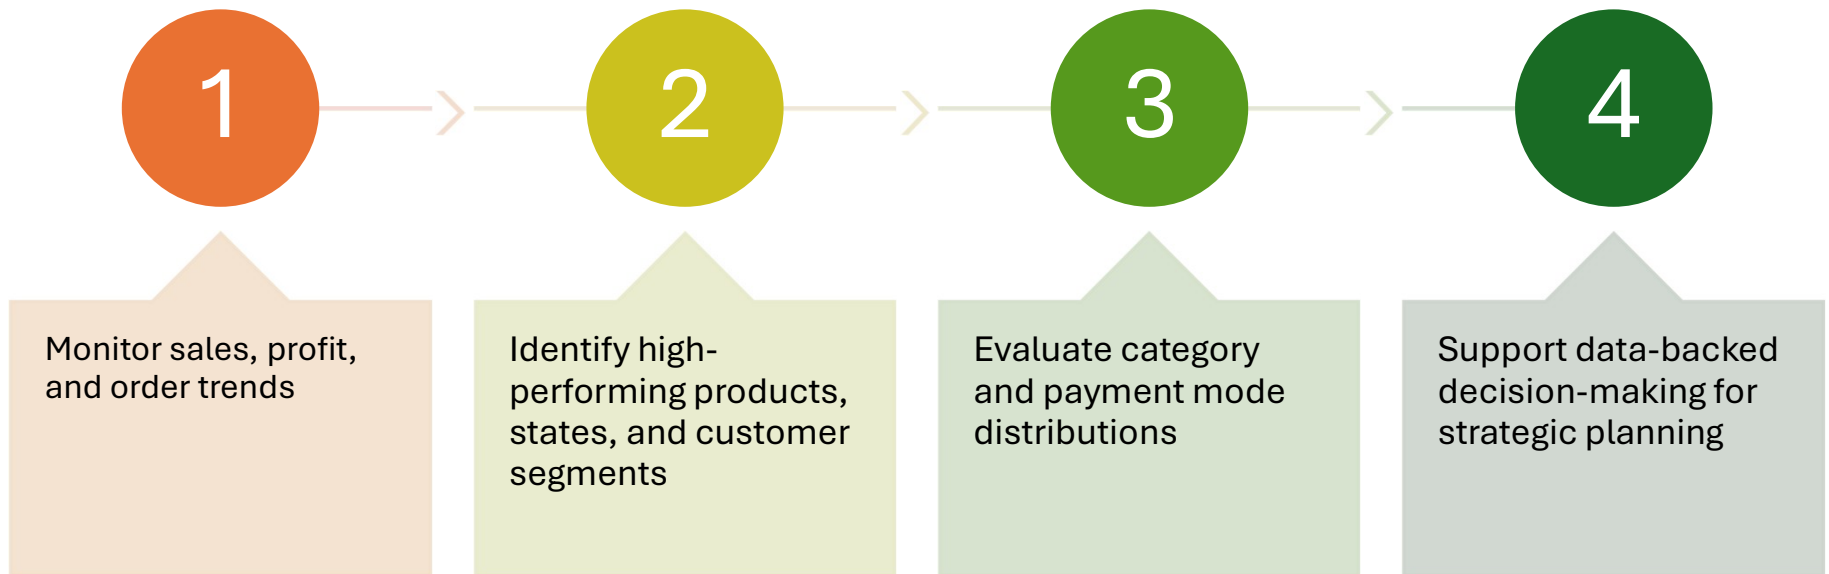 1
2
3
4
Monitor sales, profit,
and order trends
Identify high-
performing products,
states, and customer
segments
Evaluate category
and payment mode
distributions
Support data-backed
decision-making for
strategic planning